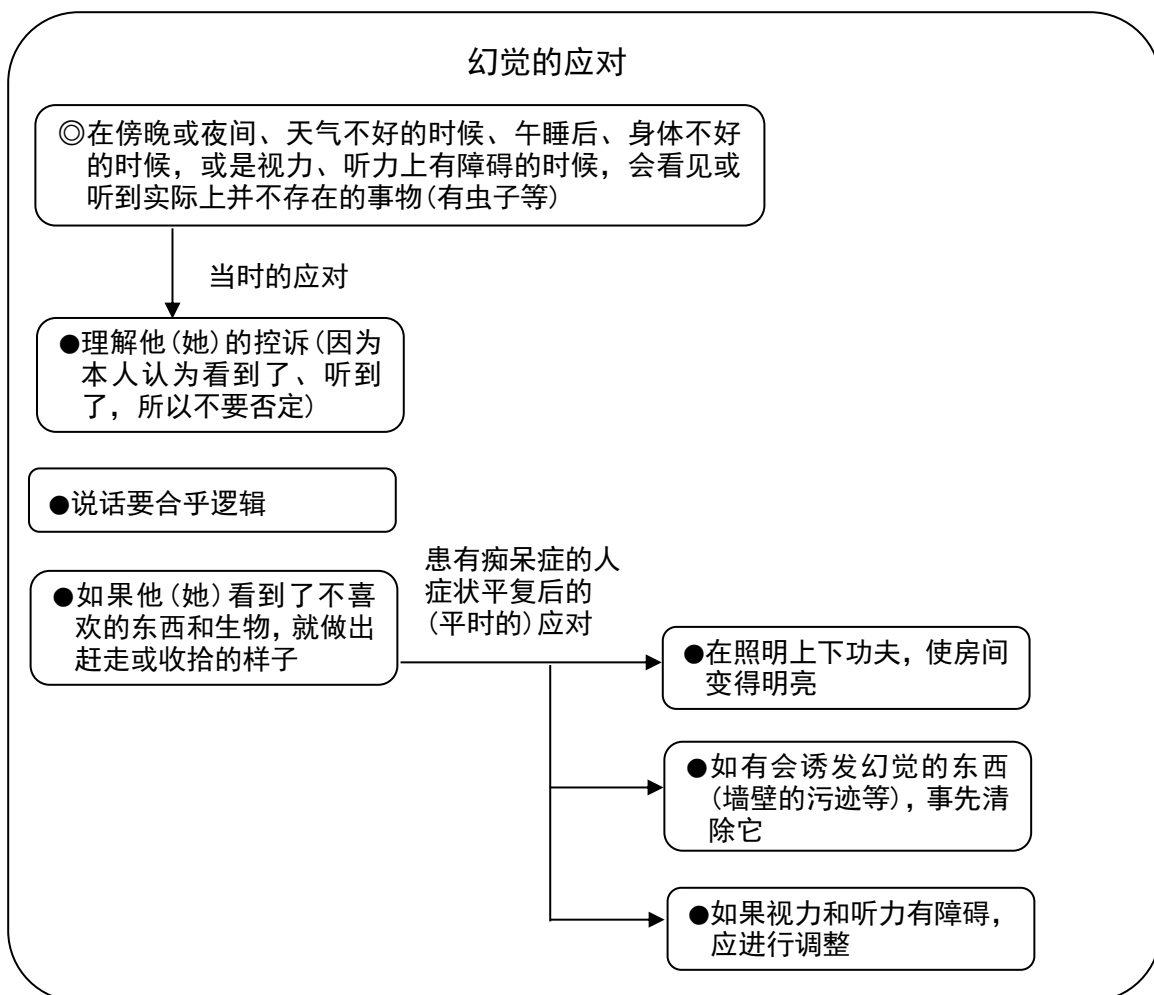 幻觉的应对
◎在傍晚或夜间、天气不好的时候、午睡后、身体不好
的时候，或是视力、听力上有障碍的时候，会看见或
听到实际上并不存在的事物(有虫子等)
当时的应对
●理解他(她)的控诉(因为
本人认为看到了、听到
了，所以不要否定)
●说话要合乎逻辑
●如果他(她)看到了不喜
欢的东西和生物，就做出
赶走或收拾的样子
患有痴呆症的人
症状平复后的
(平时的)应对
●在照明上下功夫，使房间
变得明亮
●如有会诱发幻觉的东西
(墙壁的污迹等)，事先清
除它
●如果视力和听力有障碍，
应进行调整